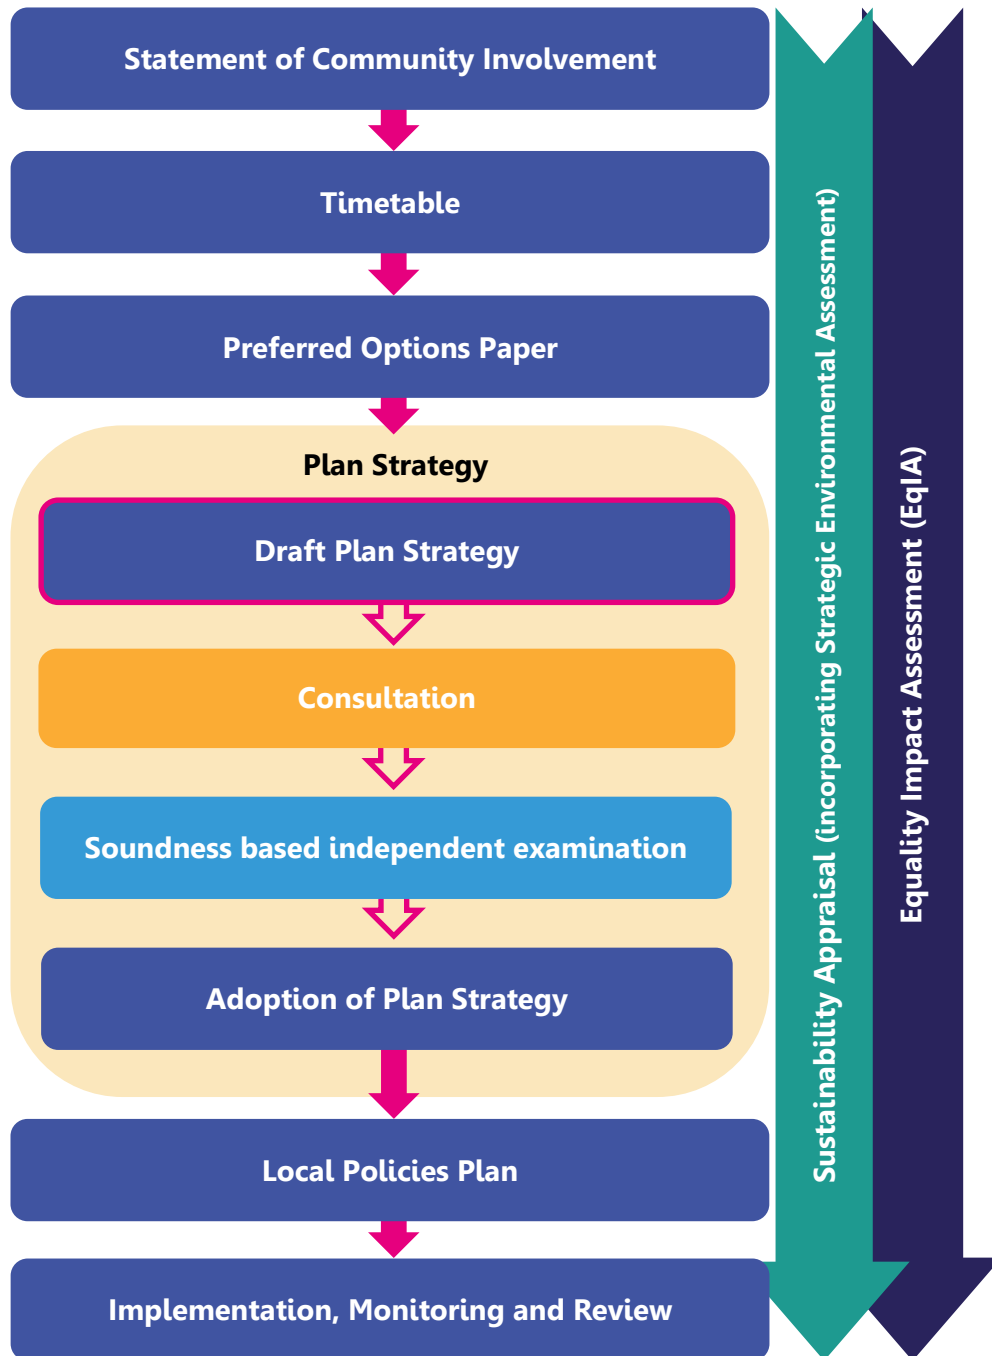 Statement of Community Involvement
Timetable
Preferred Options Paper
Plan Strategy
Draft Plan Strategy
Consultation
Soundness based independent examination
Adoption of Plan Strategy
Local Policies Plan
Implementation, Monitoring and Review
Sustainability Appraisal (incorporating Strategic Environmental Assessment)
Equality Impact Assessment (EqIA)